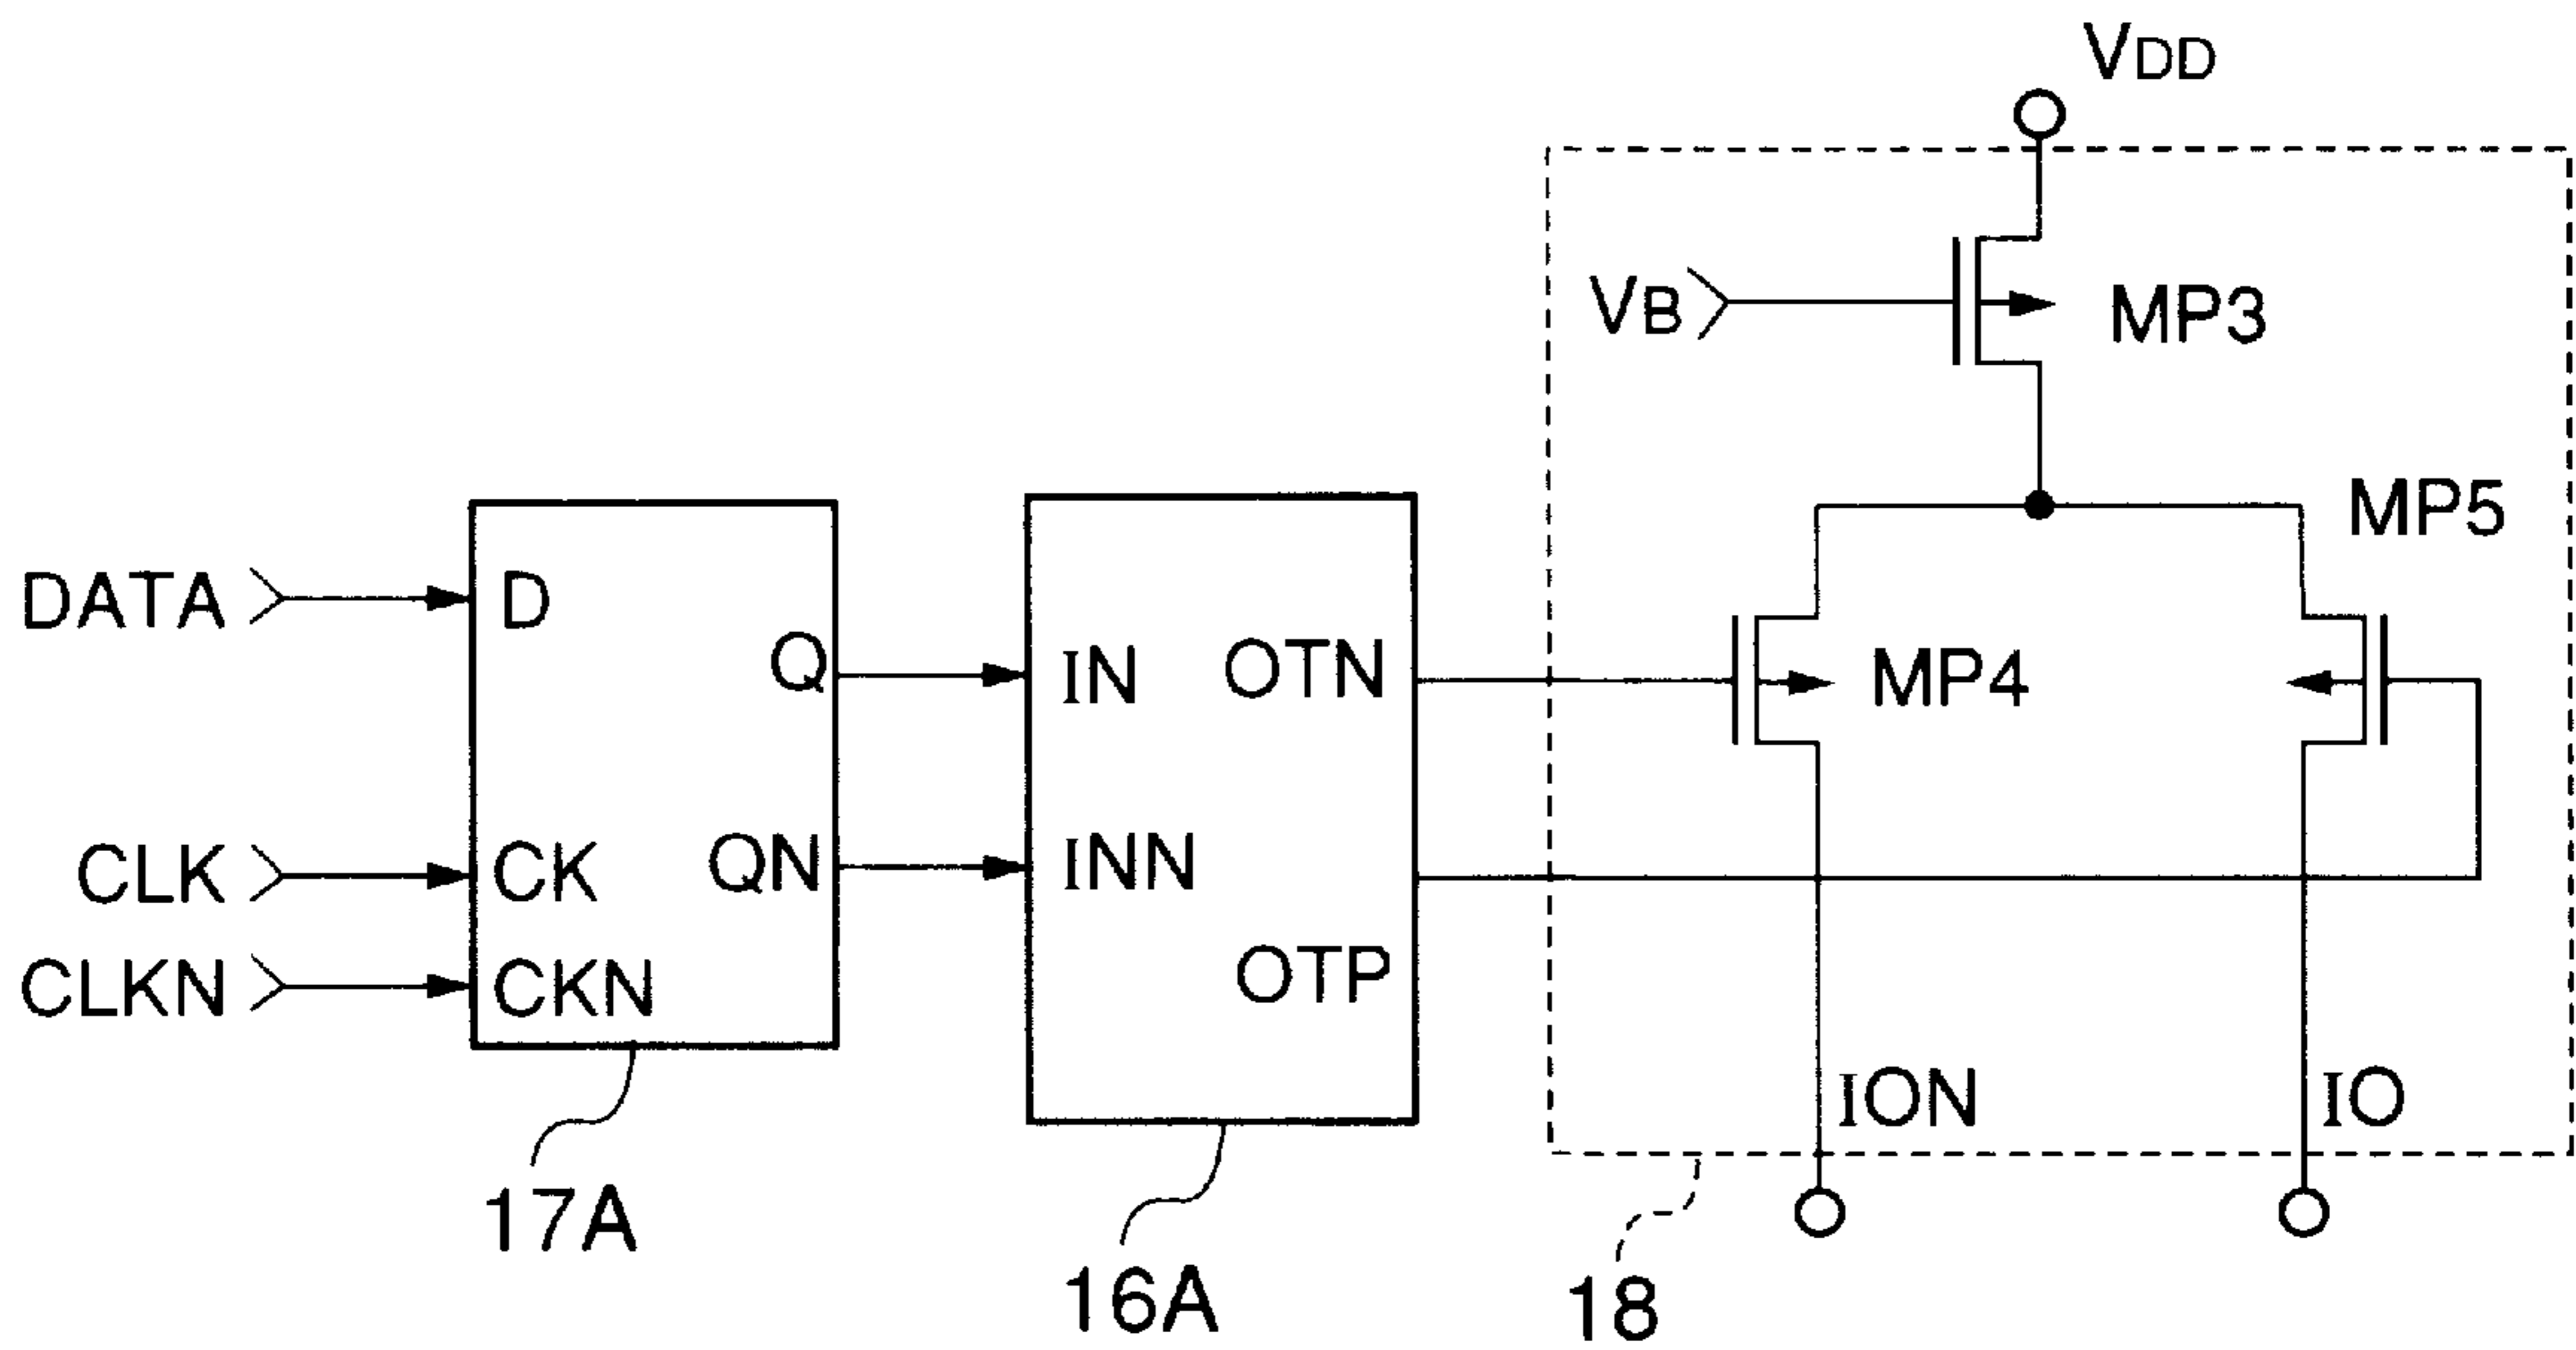 VDD
VB
MP3
MP5
DATA
D
Q
IN
OTN
MP4
CLK
CK
QN
INN
CLKN
CKN
OTP
ION
IO
17A
16A
18